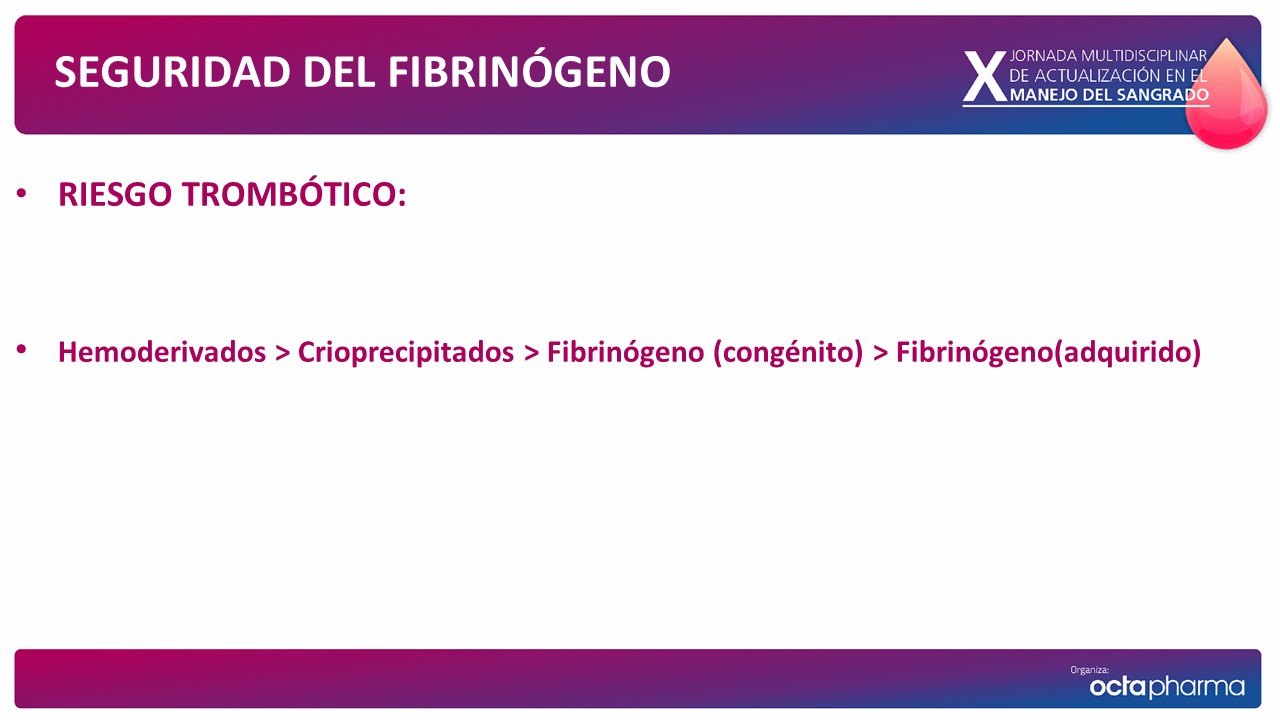 SEGURIDAD DEL FIBRINÓGENO
X JORNADA MULTIDISCIPLINAR
DE ACTUALIZACIÓN EN EL
MANEJO DEL SANGRADO
• RIESGO TROMBÓTICO:
• Hemoderivados > Crioprecipitados > Fibrinógeno (congénito) > Fibrinógeno(adquirido)
Organiza:
octapharma